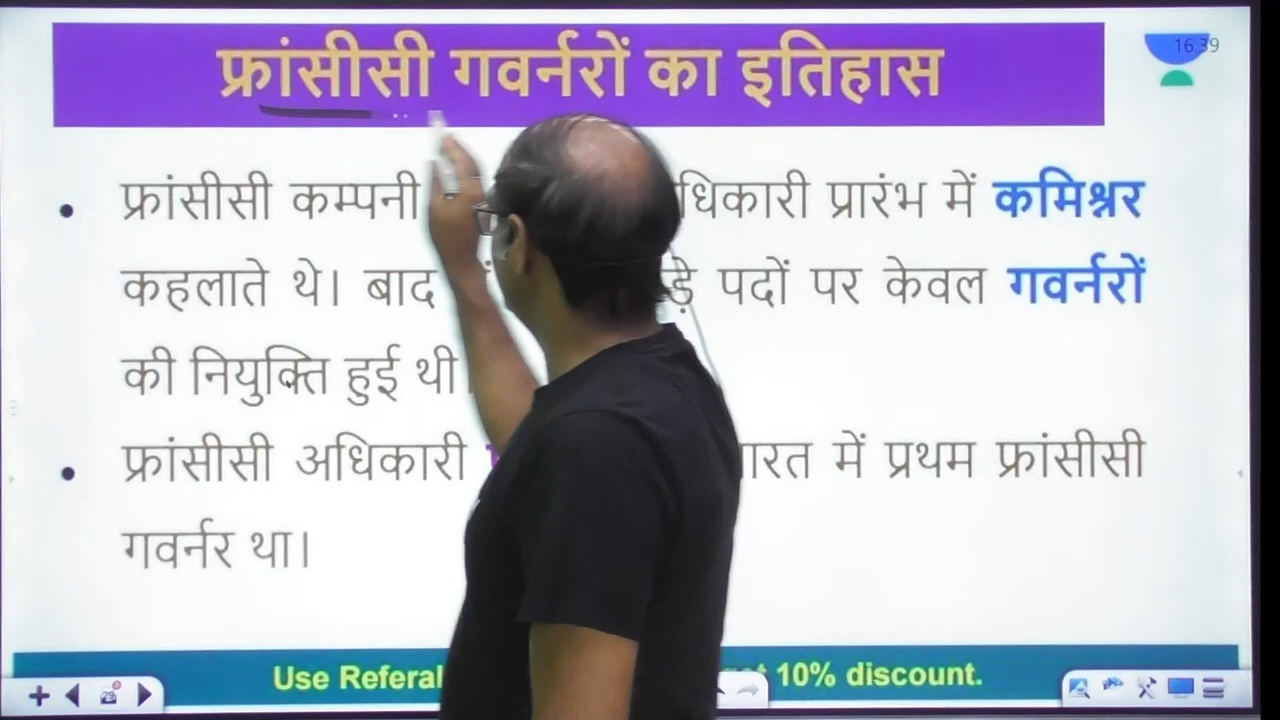 फ्रांसीसी गवर्नरों का इतिहास
16:39
• फ्रांसीसी कम्पनी धिकारी प्रारंभ में कमिश्नर
कहलाते थे। बाद ड़े पदों पर केवल गवर्नरों
की नियुक्ति हुई थी
• फ्रांसीसी अधिकारी ारत में प्रथम फ्रांसीसी
गवर्नर था।
Use Referal 10% discount.